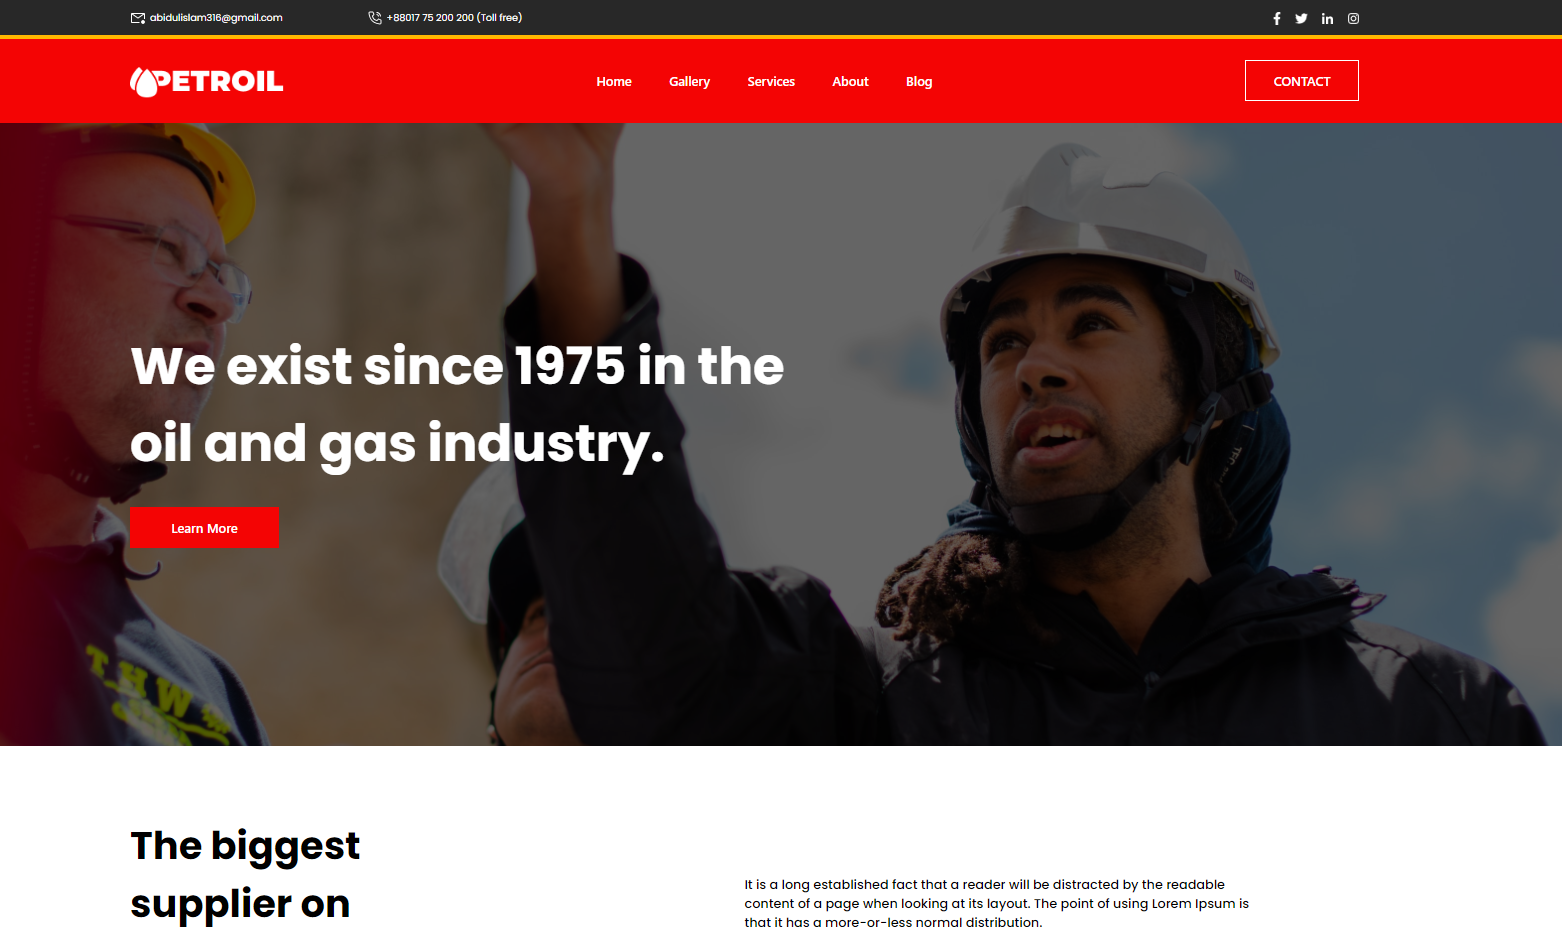 abidulislam316@gmail.com
+88017 75 200 200 (Toll free)
PETROIL
Home
Gallery
Services
About
Blog
CONTACT
We exist since 1975 in the
oil and gas industry.
Learn More
The biggest
supplier on
It is a long established fact that a reader will be distracted by the readable
content of a page when looking at its layout. The point of using Lorem Ipsum is
that it has a more-or-less normal distribution.